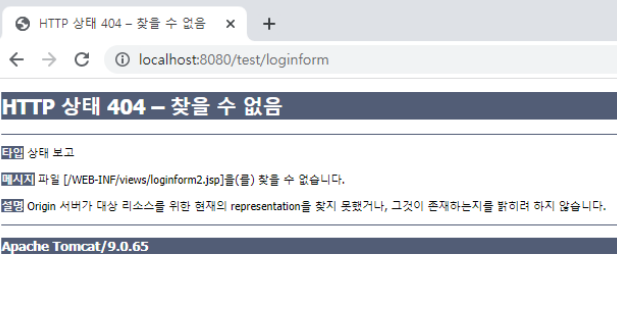 HTTP 상태 404 – 찾을 수 없음
localhost:8080/test/loginform
HTTP 상태 404 – 찾을 수 없음
타입 상태 보고
메시지 파일 [/WEB-INF/views/loginform2.jsp]을(를) 찾을 수 없습니다.
설명 Origin 서버가 대상 리소스를 위한 현재의 representation을 찾지 못했거나, 그것이 존재하는지를 밝히려 하지 않습니다.
Apache Tomcat/9.0.65